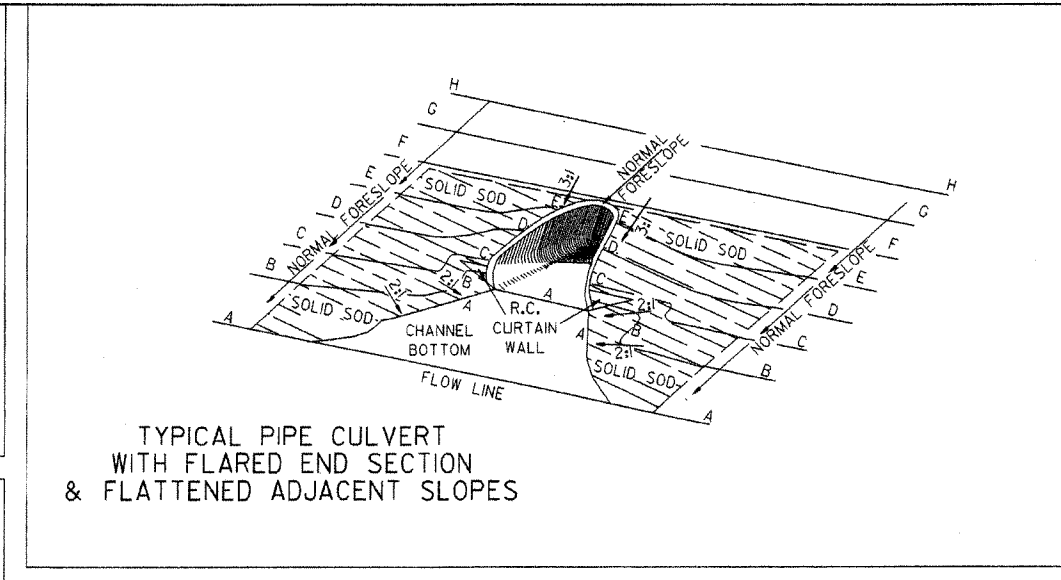 H
G
F
E
D
C
B
A
NORMAL FORESLOPE
SOLID SOD
SOLID SOD
3:1
NORMAL
FORESLOPE
E
D
C
B
A
2:1
2:1
E
D
C
B
A
3:1
2:1
2:1
A
SOLID SOD
SOLID SOD
NORMAL FORESLOPE
H
G
F
E
D
C
B
A
R.C.
CURTAIN
WALL
CHANNEL
BOTTOM
FLOW LINE
TYPICAL PIPE CULVERT
WITH FLARED END SECTION
& FLATTENED ADJACENT SLOPES